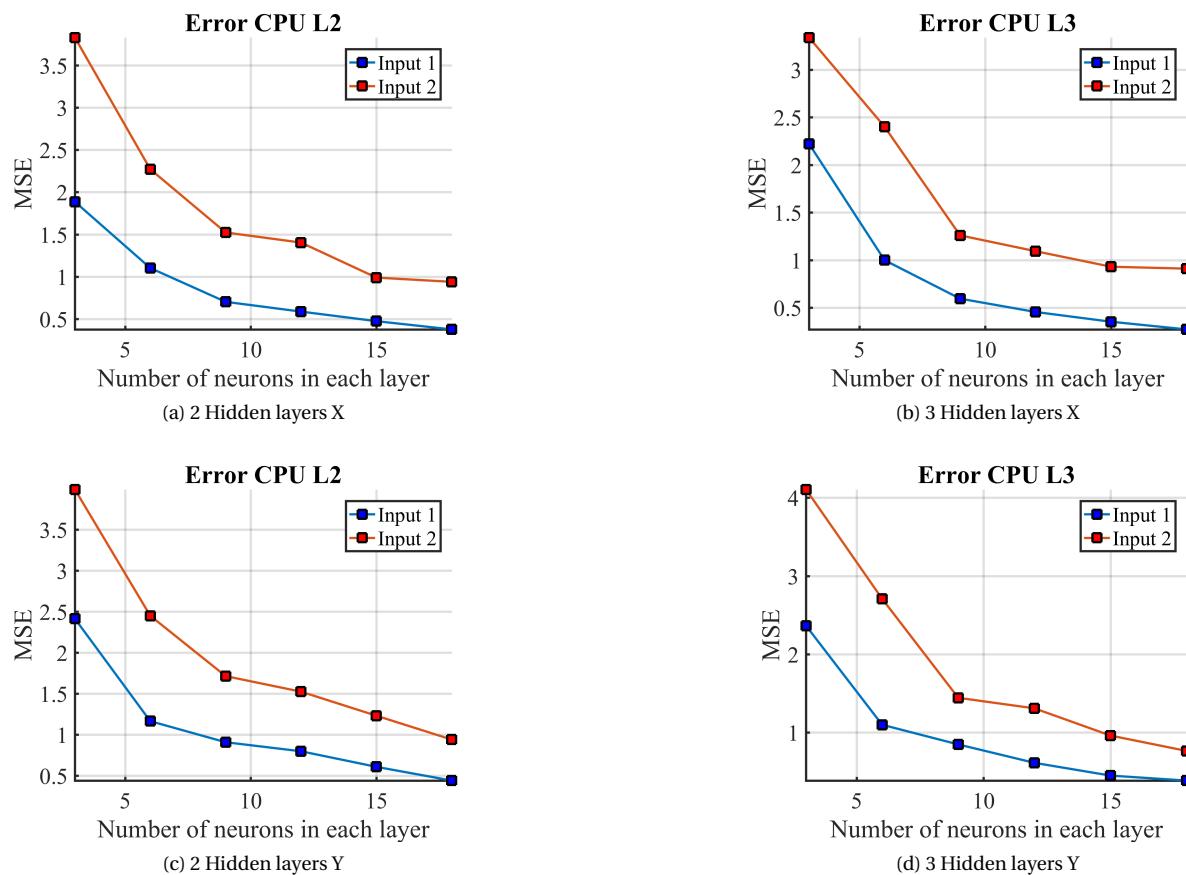 Error CPU L2
Input 1
Input 2
3.5
3
2.5
2
1.5
1
0.5
MSE
5
10
15
Number of neurons in each layer
(a) 2 Hidden layers X
Error CPU L3
Input 1
Input 2
3
2.5
2
1.5
1
0.5
MSE
5
10
15
Number of neurons in each layer
(b) 3 Hidden layers X
Error CPU L2
Input 1
Input 2
3.5
3
2.5
2
1.5
1
0.5
MSE
5
10
15
Number of neurons in each layer
(c) 2 Hidden layers Y
Error CPU L3
Input 1
Input 2
4
3
2
1
MSE
5
10
15
Number of neurons in each layer
(d) 3 Hidden layers Y